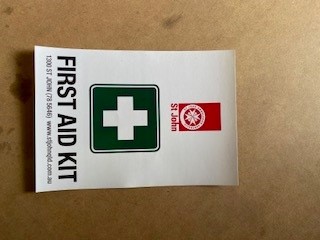 St John
FIRST AID KIT
1300 ST JOHN (78 5646) www.stjohnqld.com.au